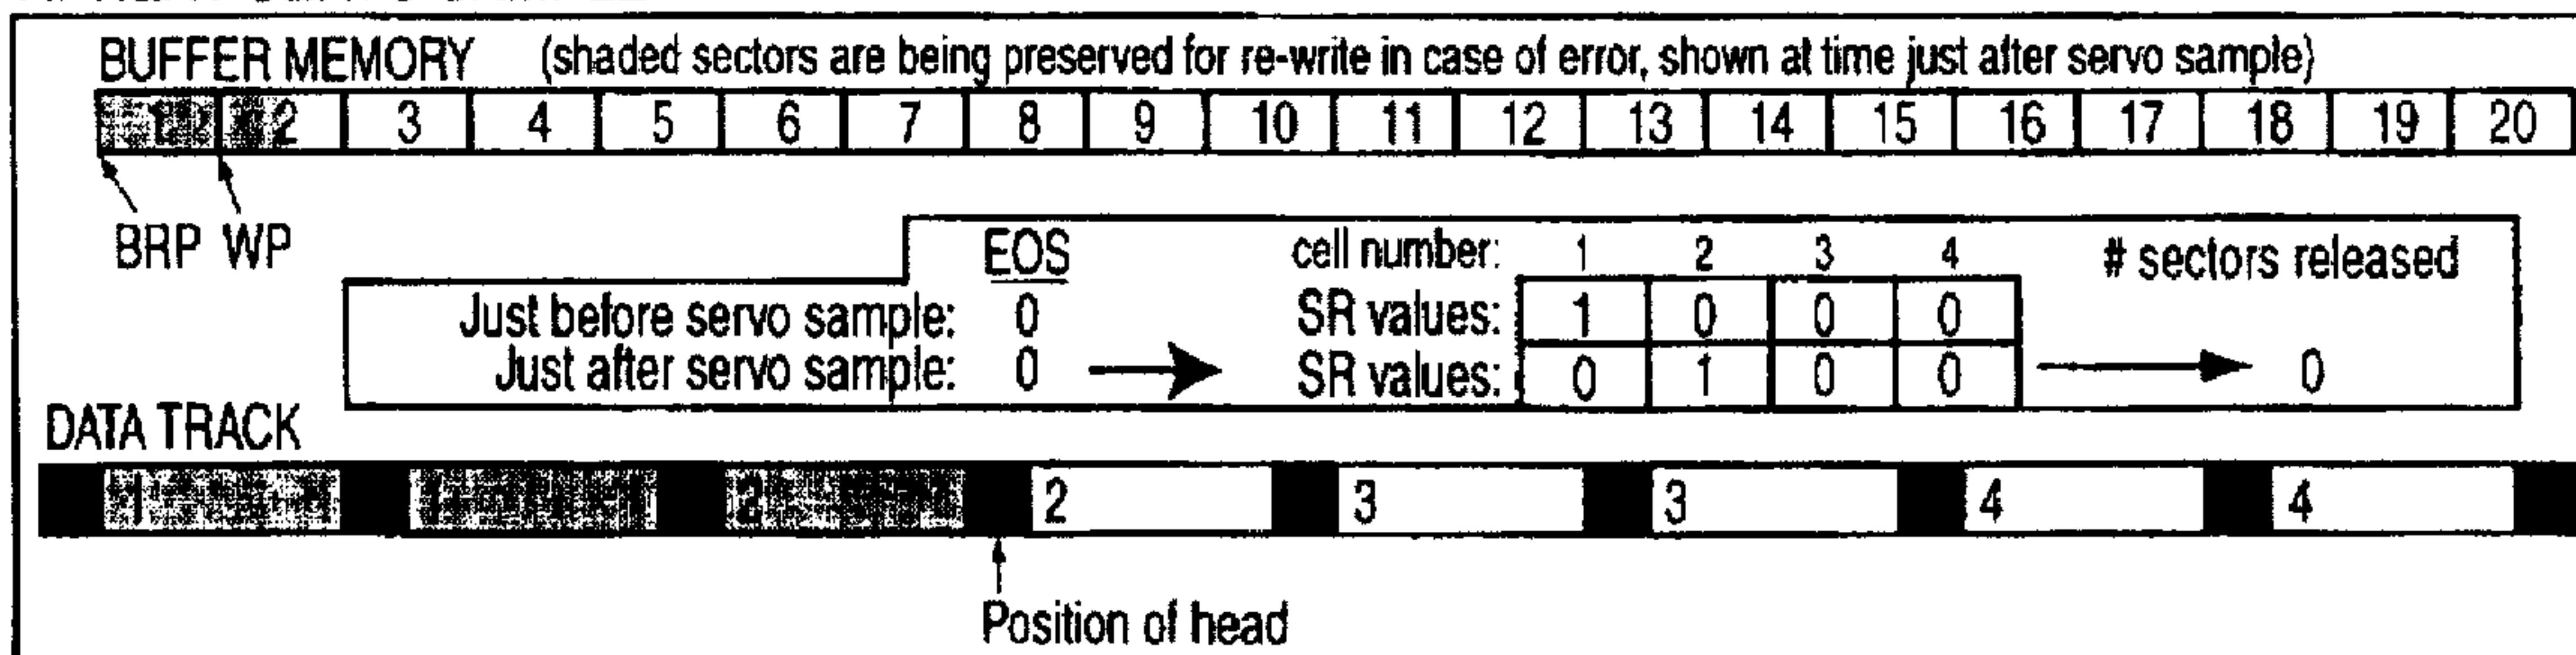 BUFFER MEMORY (shaded sectors are being preserved for re-write in case of error, shown at time just after servo sample)
1 2 3 4 5 6 7 8 9 10 11 12 13 14 15 16 17 18 19 20
BRP WP
EOS cell number: 1 2 3 4 # sectors released
Just before servo sample: 0 SR values: 1 0 0 0
Just after servo sample: 0 SR values: 0 1 0 0 0
DATA TRACK
1 1 2 2 3 3 4 4
Position of head